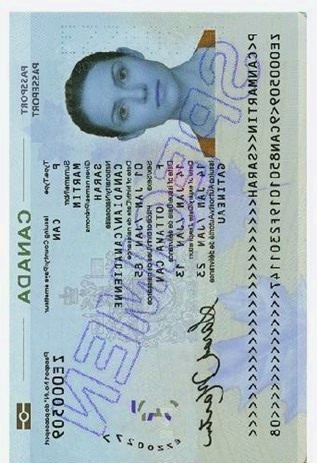 PASSPORT
PASSEPORT
CANADA
Type/Type
P
Issuing Country/Pays émetteur
CAN
Passport No./N° de passeport
ZE000509
Surname/Nom
MARTIN
Given names/Prénoms
SARAH
Nationality/Nationalité
CANADIAN/CANADIENNE
Date of birth/Date de naissance
01 JAN /JAN 85
Sex/Sexe
F
Place of birth/Lieu de naissance
OTTAWA CAN
Date of issue/Date de délivrance
14 JAN /JAN 13
Date of expiry/Date d'expiration
14 JAN /JAN 23
Issuing Authority/Autorité de délivrance
GATINEAU
Sarah Martin
SPECIMEN
P<CANMARTIN<<SARAH<<<<<<<<<<<<<<<<<<<<<<<<<<
ZE000509<9CAN8501019F2301147<<<<<<<<<<<<<<08